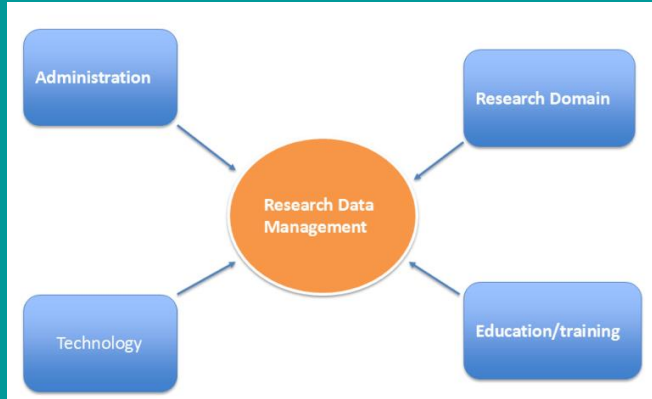 Administration
Research Domain
Research Data
Management
Technology
Education/training